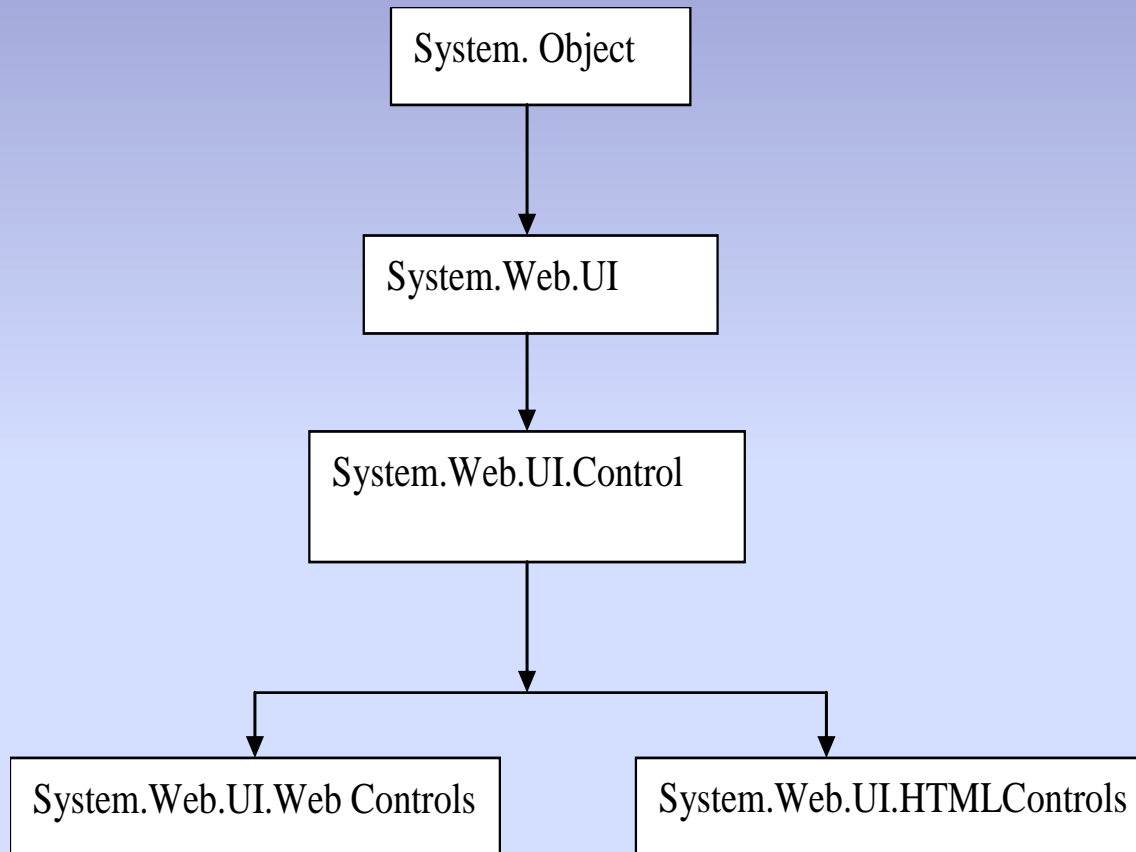 System. Object
System.Web.UI
System.Web.UI.Control
System.Web.UI.Web Controls
System.Web.UI.HTMLControls